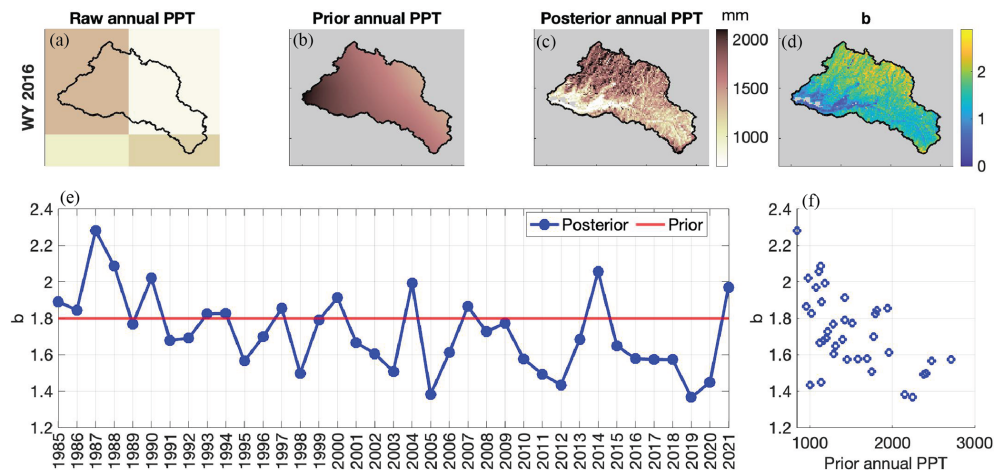 Raw annual PPT Prior annual PPT Posterior annual PPT b
mm
WY 2016
(a) (b) (c) (d)
2000
1500
1000
2
1
0
(e)
2.4
2.2
2
1.8
1.6
1.4
1.2
b
Posterior Prior
1985 1986 1987 1988 1989 1990 1991 1992 1993 1994 1995 1996 1997 1998 1999 2000 2001 2002 2003 2004 2005 2006 2007 2008 2009 2010 2011 2012 2013 2014 2015 2016 2017 2018 2019 2020 2021
(f)
2.4
2.2
2
1.8
1.6
1.4
1.2
b
1000 2000 3000
Prior annual PPT